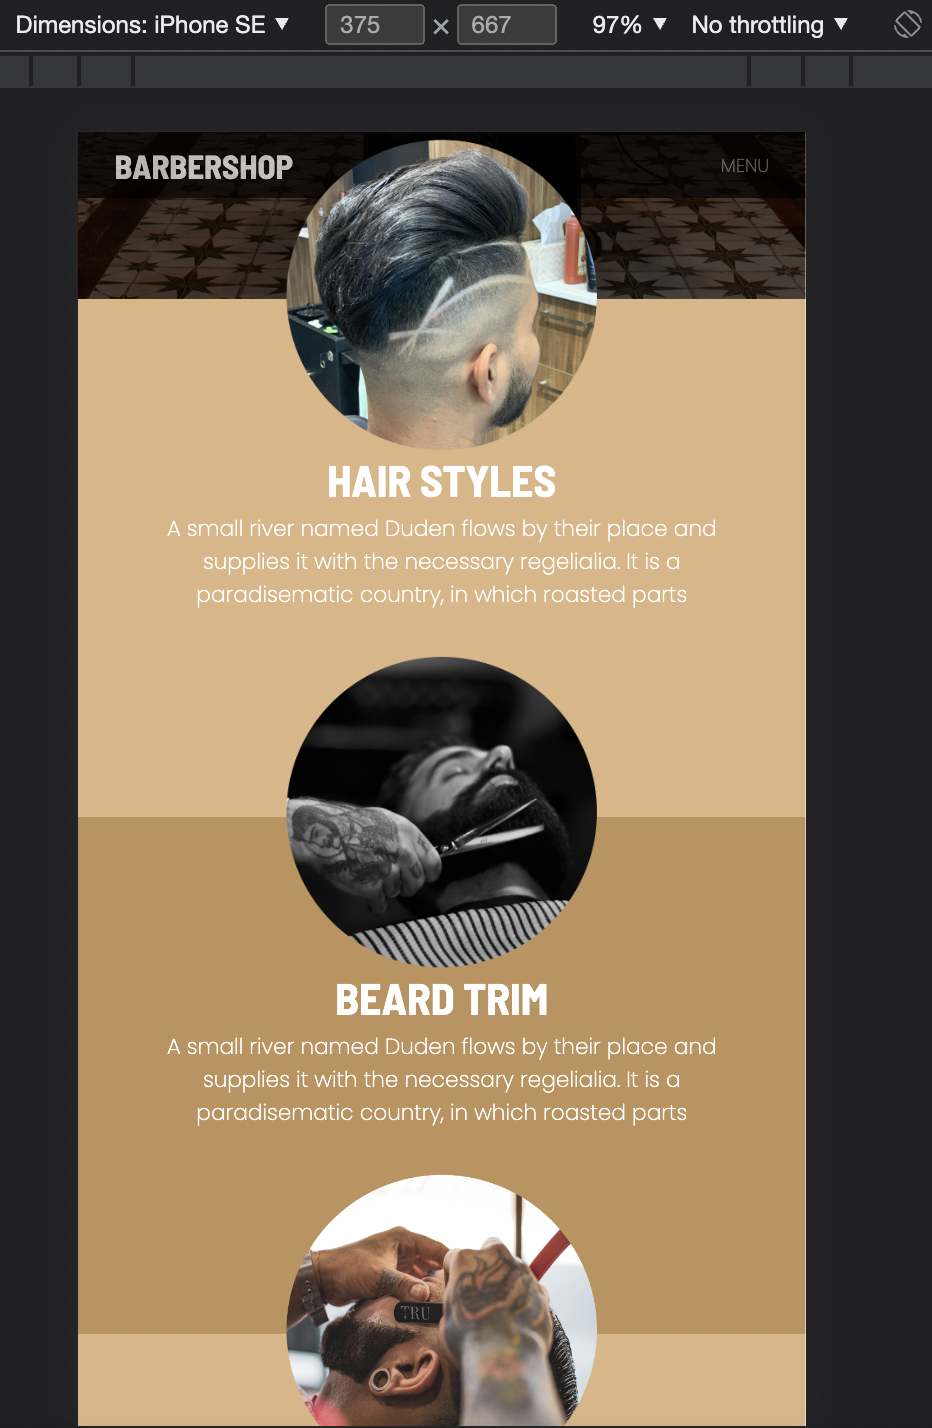 Dimensions: iPhone SE ▼ 375 × 667 97% ▼ No throttling ▼
BARBERSHOP MENU
HAIR STYLES
A small river named Duden flows by their place and
supplies it with the necessary regelialia. It is a
paradisematic country, in which roasted parts
BEARD TRIM
A small river named Duden flows by their place and
supplies it with the necessary regelialia. It is a
paradisematic country, in which roasted parts
TRU